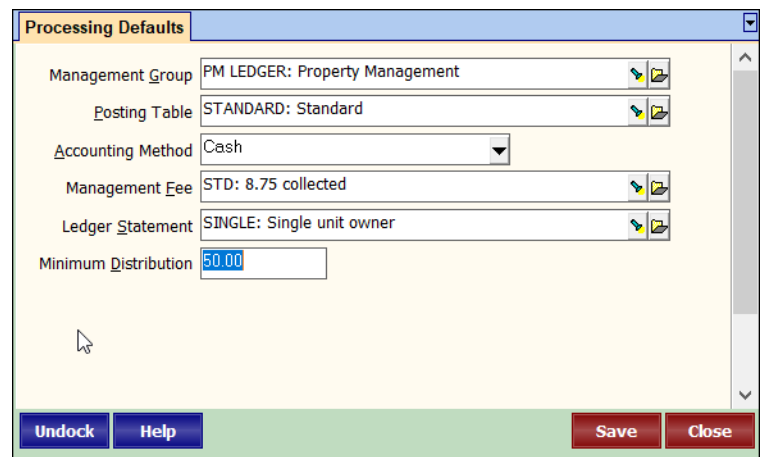 Processing Defaults
Management Group PM LEDGER: Property Management
Posting Table STANDARD: Standard
Accounting Method Cash
Management Fee STD: 8.75 collected
Ledger Statement SINGLE: Single unit owner
Minimum Distribution 50.00
Undock Help Save Close